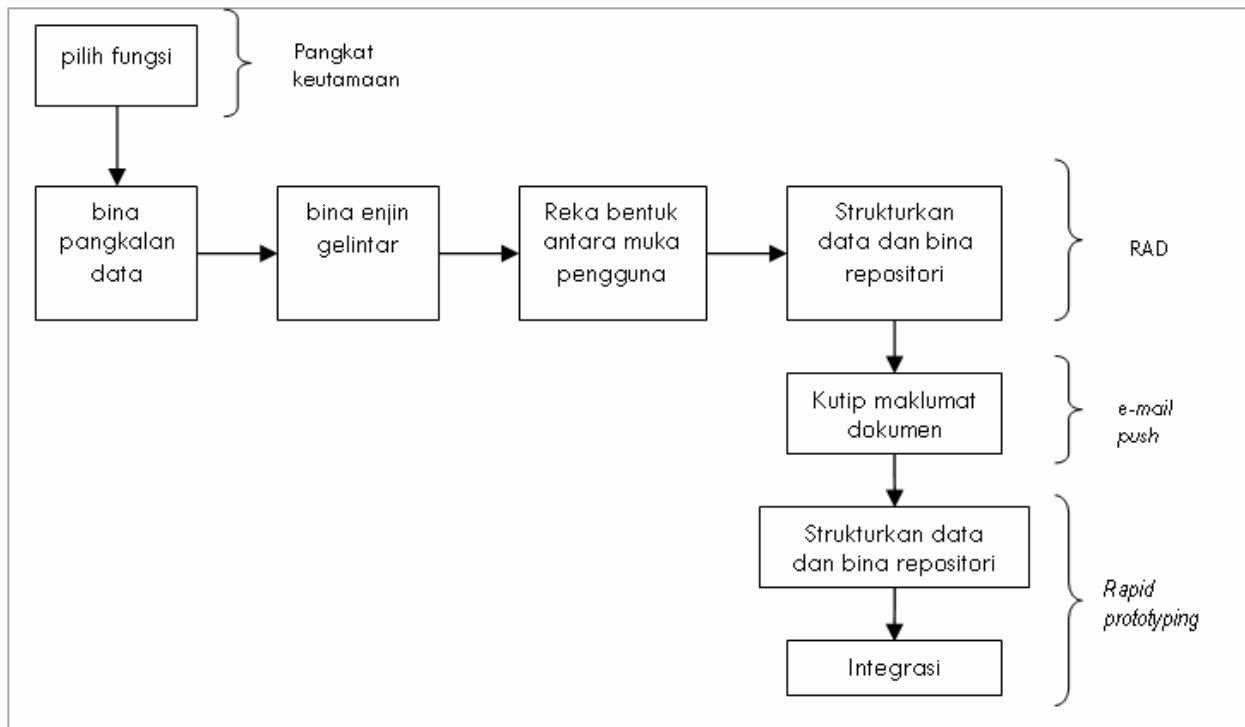 pilih fungsi
Pangkat
keutamaan
bina
pangkalan
data
bina enjin
gelintar
Reka bentuk
antara muka
pengguna
Strukturkan
data dan bina
repositori
RAD
Kutip maklumat
dokumen
e-mail
push
Strukturkan data
dan bina repositori
Rapid
prototyping
Integrasi